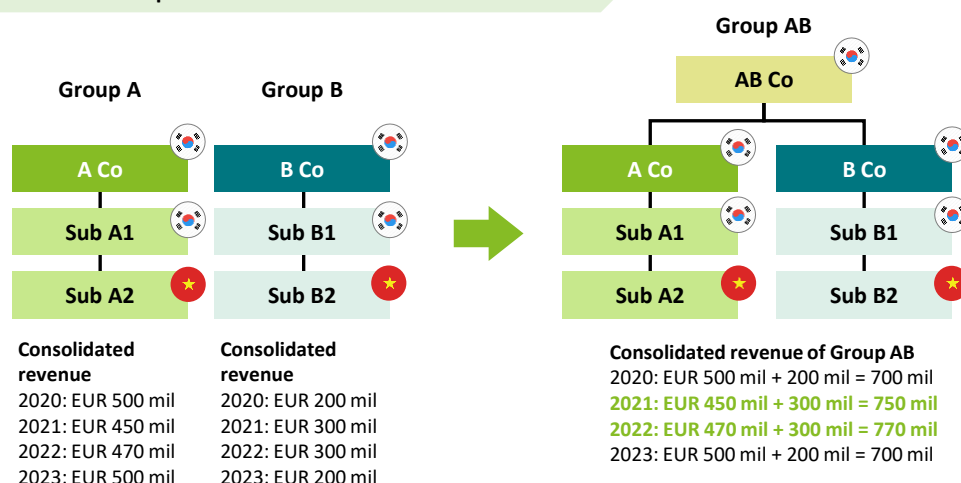 Group A
A Co
Sub A1
Sub A2
Consolidated
revenue
2020: EUR 500 mil
2021: EUR 450 mil
2022: EUR 470 mil
2023: EUR 500 mil
Group B
B Co
Sub B1
Sub B2
Consolidated
revenue
2020: EUR 200 mil
2021: EUR 300 mil
2022: EUR 300 mil
2023: EUR 200 mil
Group AB
AB Co
A Co
Sub A1
Sub A2
B Co
Sub B1
Sub B2
Consolidated revenue of Group AB
2020: EUR 500 mil + 200 mil = 700 mil
2021: EUR 450 mil + 300 mil = 750 mil
2022: EUR 470 mil + 300 mil = 770 mil
2023: EUR 500 mil + 200 mil = 700 mil